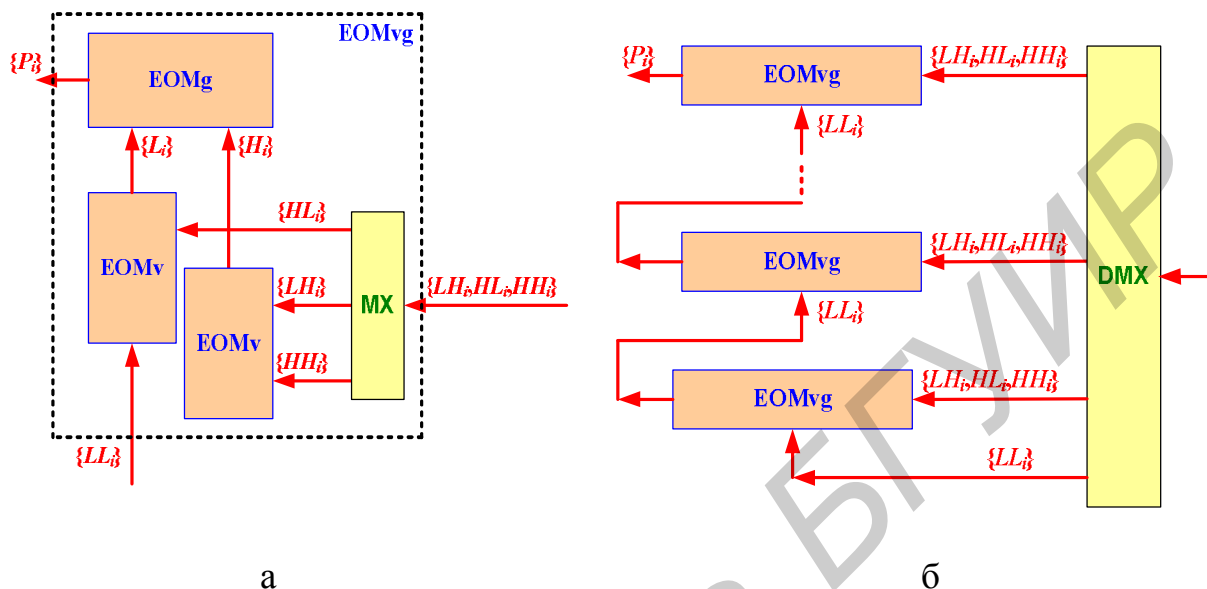 EOMvg
{Pi}
EOMg
{Li}
{Hi}
{HLi}
EOMv
{LHi}
MX
{LHi,HLi,HHi}
EOMv
{HHi}
{LLi}
а
{Pi}
EOMvg
{LHi,HLi,HHi}
{LLi}
EOMvg
{LHi,HLi,HHi}
DMX
{LLi}
EOMvg
{LHi,HLi,HHi}
{LLi}
б
БГУИР